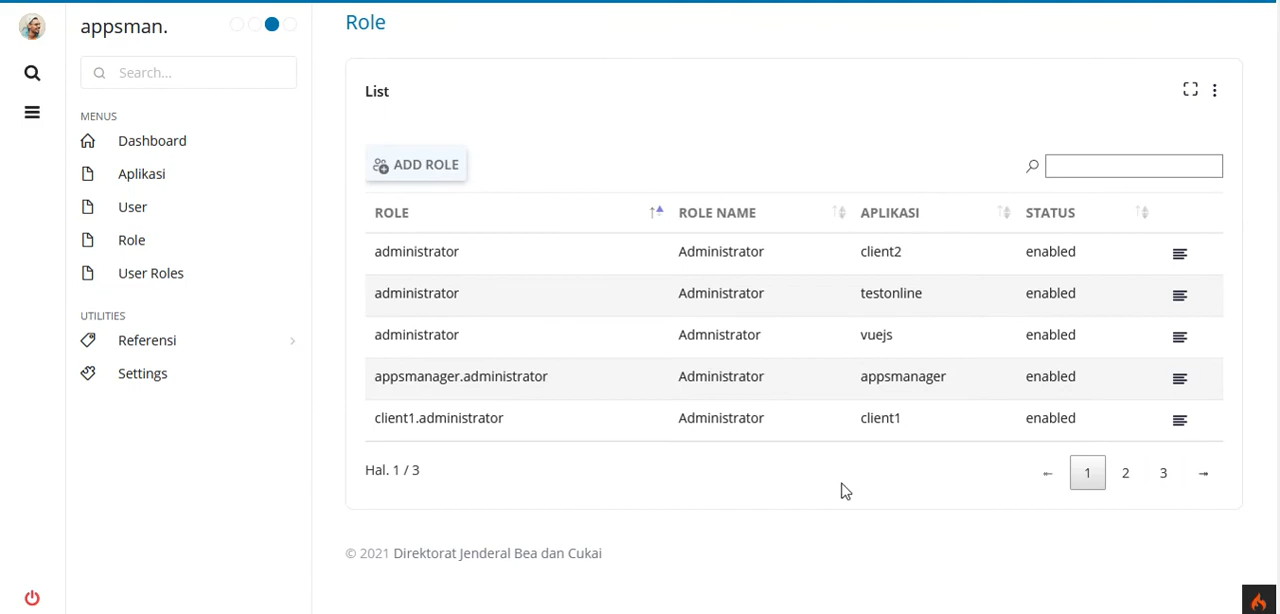 appsman.
Search...
MENUS
Dashboard
Aplikasi
User
Role
User Roles
UTILITIES
Referensi
Settings
Role
List
ADD ROLE
ROLE ROLE NAME APLIKASI STATUS
administrator Administrator client2 enabled
administrator Administrator testonline enabled
administrator Admnistrator vuejs enabled
appsmanager.administrator Administrator appsmanager enabled
client1.administrator Administrator client1 enabled
Hal. 1 / 3
← 1 2 3 →
© 2021 Direktorat Jenderal Bea dan Cukai